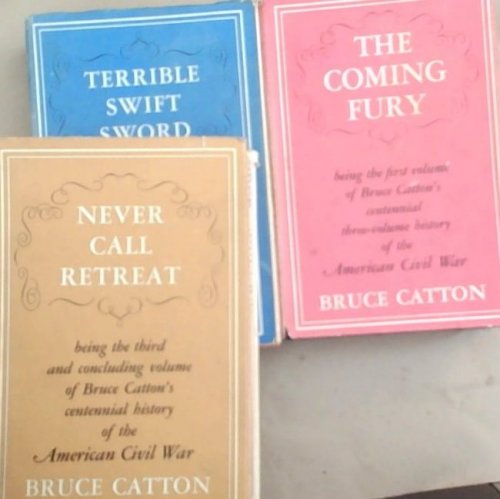 TERRIBLE
SWIFT
SWORD
THE
COMING
FURY
being the first volume
of Bruce Catton's
centennial
three-volume history
of the
American Civil War
BRUCE CATTON
NEVER
CALL
RETREAT
being the third
and concluding volume
of Bruce Catton's
centennial history
of the
American Civil War
BRUCE CATTON